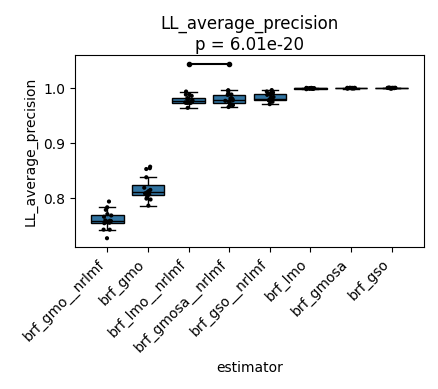 LL_average_precision
p = 6.01e-20
LL_average_precision
1.0
0.9
0.8
brf_gmo__nrlmf
brf_gmo
brf_lmo__nrlmf
brf_gmosa__nrlmf
brf_gso__nrlmf
brf_lmo
brf_gmosa
brf_gso
estimator